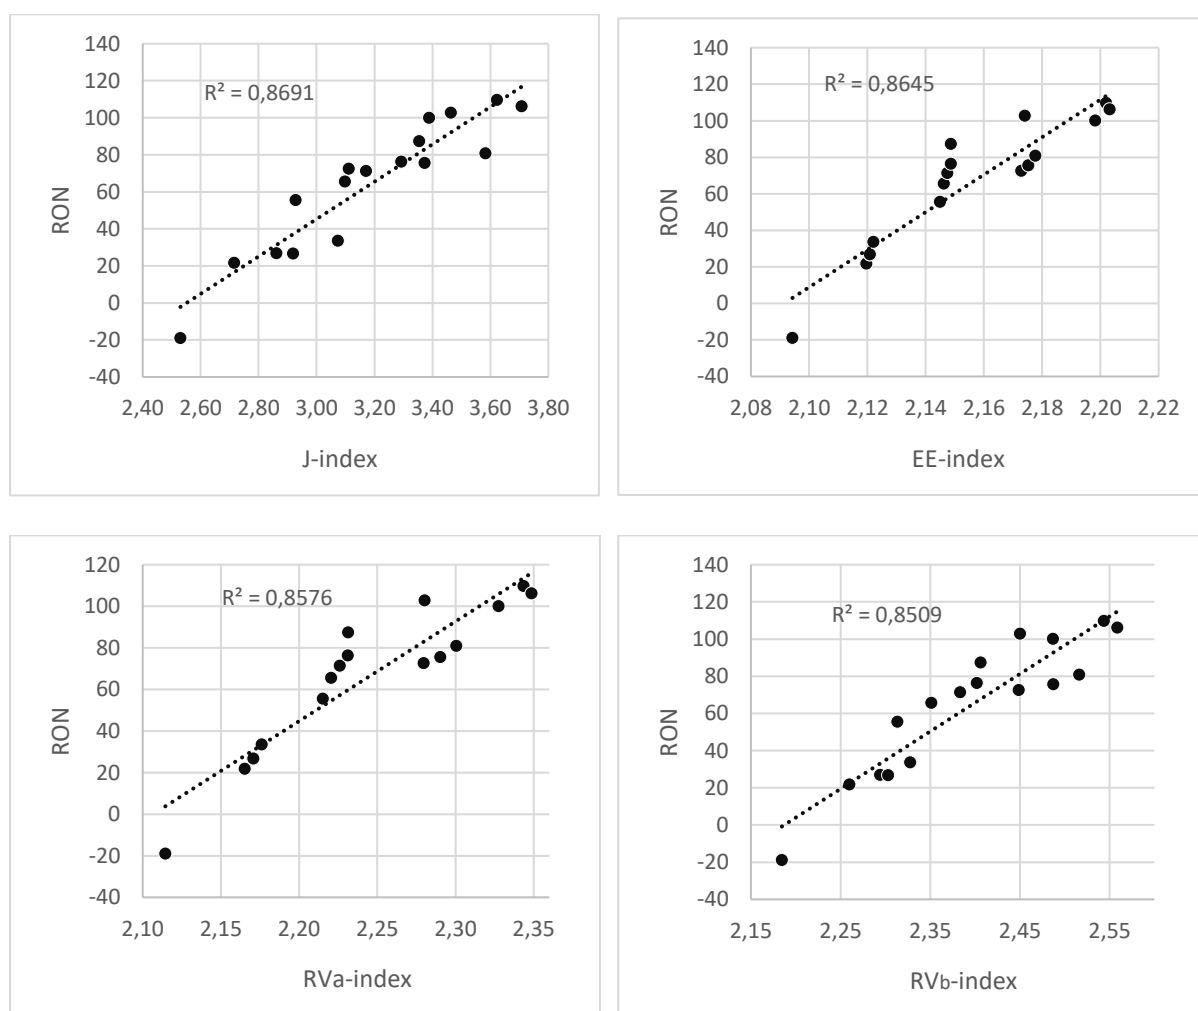 140
120
100
80
60
40
20
0
-20
-40
RON
R² = 0,8691
2,40 2,60 2,80 3,00 3,20 3,40 3,60 3,80
J-index
140
120
100
80
60
40
20
0
-20
-40
RON
R² = 0,8645
2,08 2,10 2,12 2,14 2,16 2,18 2,20 2,22
EE-index
120
100
80
60
40
20
0
-20
-40
RON
R² = 0,8576
2,10 2,15 2,20 2,25 2,30 2,35
RVa-index
140
120
100
80
60
40
20
0
-20
-40
RON
R² = 0,8509
2,15 2,25 2,35 2,45 2,55
RVb-index